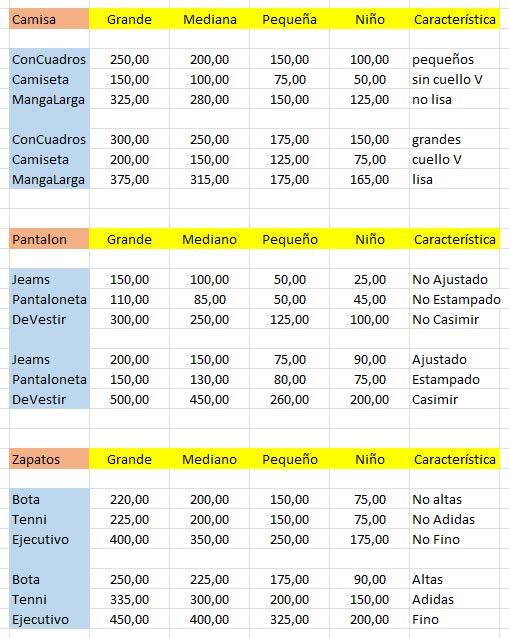 Camisa Grande Mediana Pequeña Niño Característica
ConCuadros 250,00 200,00 150,00 100,00 pequeños
Camiseta 150,00 100,00 75,00 50,00 sin cuello V
MangaLarga 325,00 280,00 150,00 125,00 no lisa
ConCuadros 300,00 250,00 175,00 150,00 grandes
Camiseta 200,00 150,00 125,00 75,00 cuello V
MangaLarga 375,00 315,00 175,00 165,00 lisa
Pantalon Grande Mediano Pequeño Niño Característica
Jeams 150,00 100,00 50,00 25,00 No Ajustado
Pantaloneta 110,00 85,00 50,00 45,00 No Estampado
DeVestir 300,00 250,00 125,00 100,00 No Casimir
Jeams 200,00 150,00 75,00 90,00 Ajustado
Pantaloneta 150,00 130,00 80,00 75,00 Estampado
DeVestir 500,00 450,00 260,00 200,00 Casimir
Zapatos Grande Mediano Pequeño Niño Característica
Bota 220,00 200,00 150,00 75,00 No altas
Tenni 225,00 200,00 150,00 75,00 No Adidas
Ejecutivo 400,00 350,00 250,00 175,00 No Fino
Bota 250,00 225,00 175,00 90,00 Altas
Tenni 335,00 300,00 200,00 150,00 Adidas
Ejecutivo 450,00 400,00 325,00 200,00 Fino